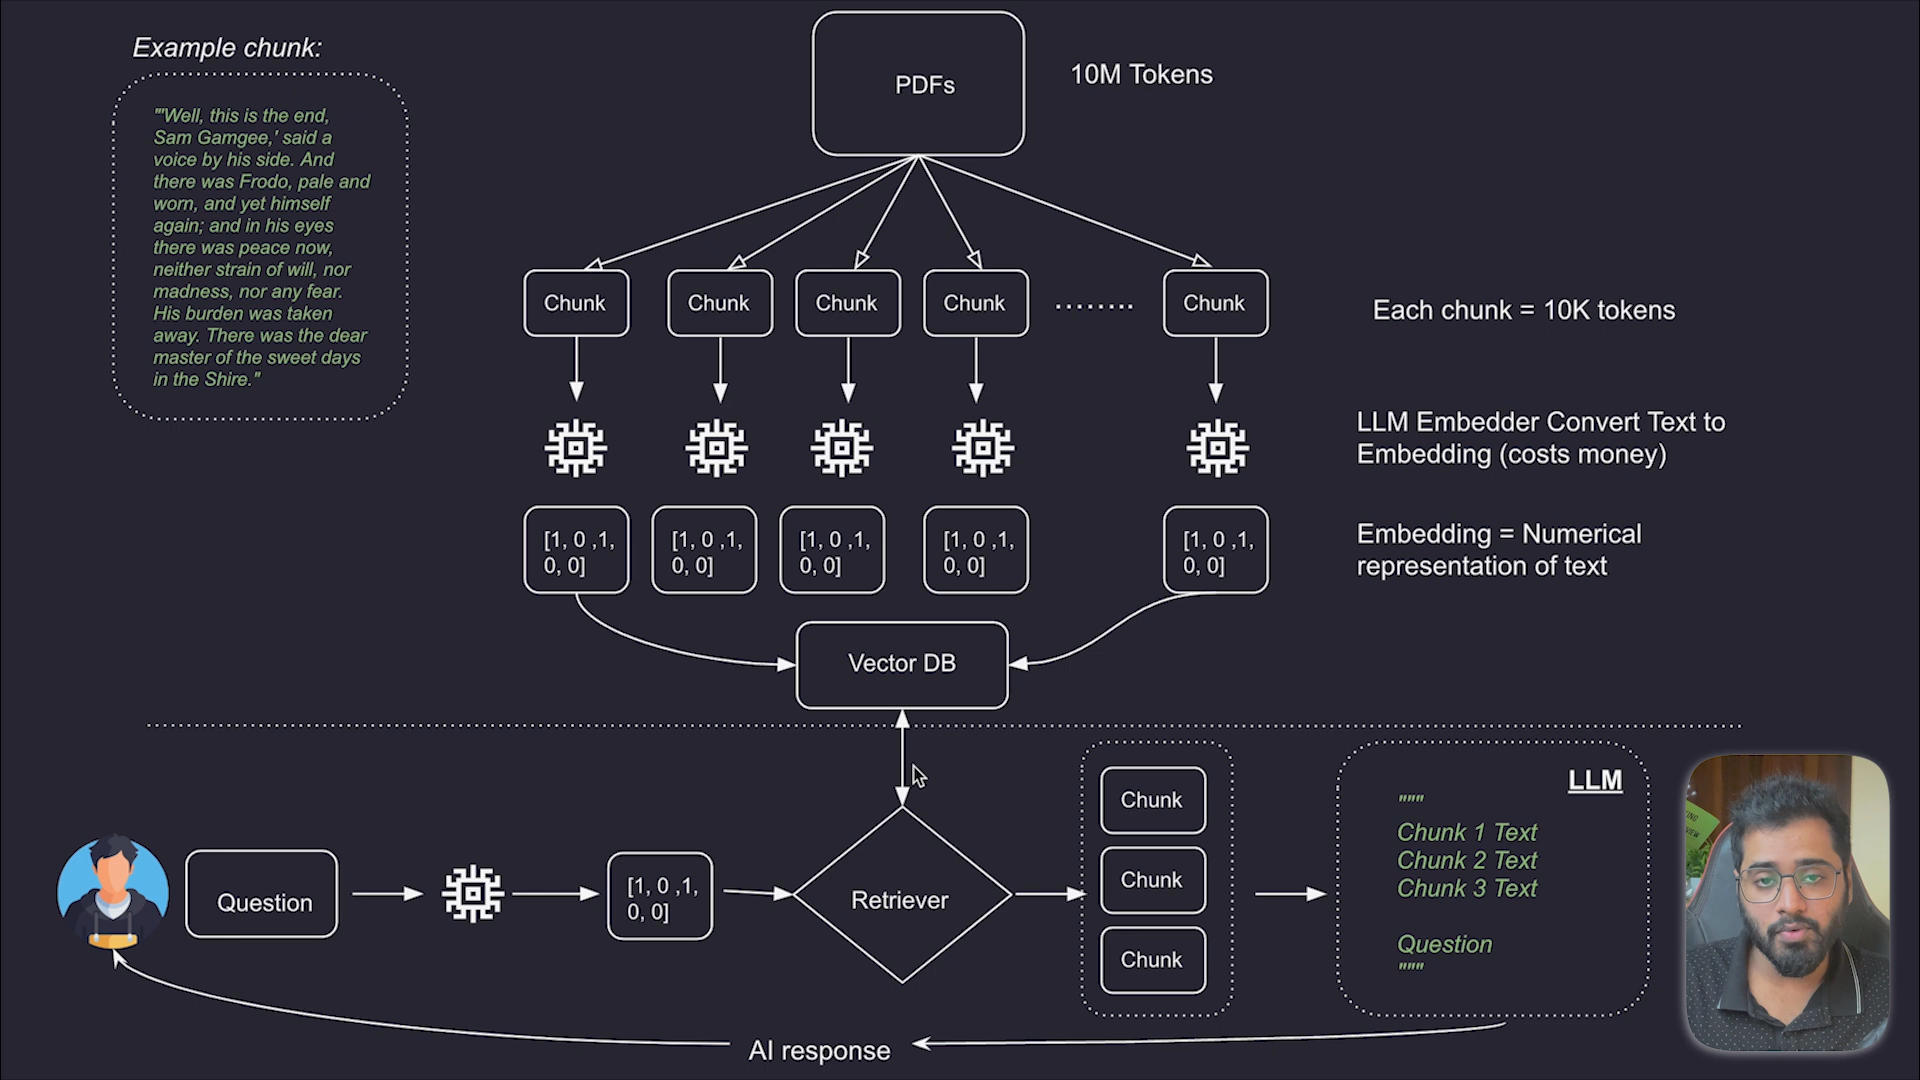 Example chunk:
"'Well, this is the end,
Sam Gamgee,' said a
voice by his side. And
there was Frodo, pale and
worn, and yet himself
again; and in his eyes
there was peace now,
neither strain of will, nor
madness, nor any fear.
His burden was taken
away. There was the dear
master of the sweet days
in the Shire."
PDFs
10M Tokens
Chunk
Chunk
Chunk
Chunk
........
Chunk
Each chunk = 10K tokens
LLM Embedder Convert Text to
Embedding (costs money)
[1, 0 ,1,
0, 0]
[1, 0 ,1,
0, 0]
[1, 0 ,1,
0, 0]
[1, 0 ,1,
0, 0]
[1, 0 ,1,
0, 0]
Embedding = Numerical
representation of text
Vector DB
Question
[1, 0 ,1,
0, 0]
Retriever
Chunk
Chunk
Chunk
LLM
"""
Chunk 1 Text
Chunk 2 Text
Chunk 3 Text
Question
"""
AI response